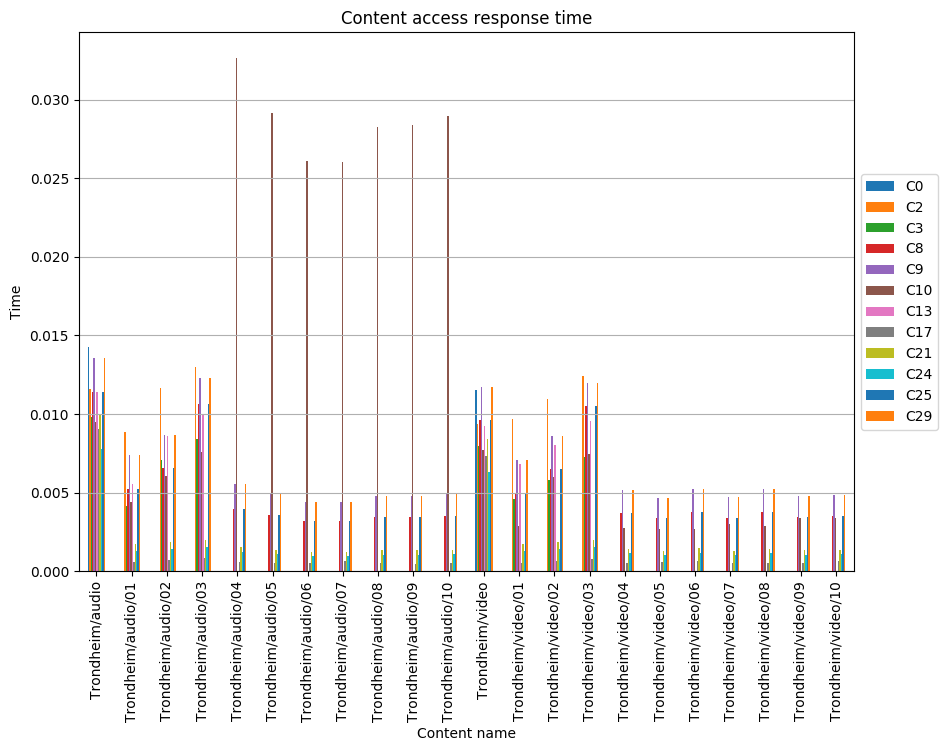 Content access response time
Time
0.030
0.025
0.020
0.015
0.010
0.005
0.000
Trondheim/audio
Trondheim/audio/01
Trondheim/audio/02
Trondheim/audio/03
Trondheim/audio/04
Trondheim/audio/05
Trondheim/audio/06
Trondheim/audio/07
Trondheim/audio/08
Trondheim/audio/09
Trondheim/audio/10
Trondheim/video
Trondheim/video/01
Trondheim/video/02
Trondheim/video/03
Trondheim/video/04
Trondheim/video/05
Trondheim/video/06
Trondheim/video/07
Trondheim/video/08
Trondheim/video/09
Trondheim/video/10
Content name
C0
C2
C3
C8
C9
C10
C13
C17
C21
C24
C25
C29